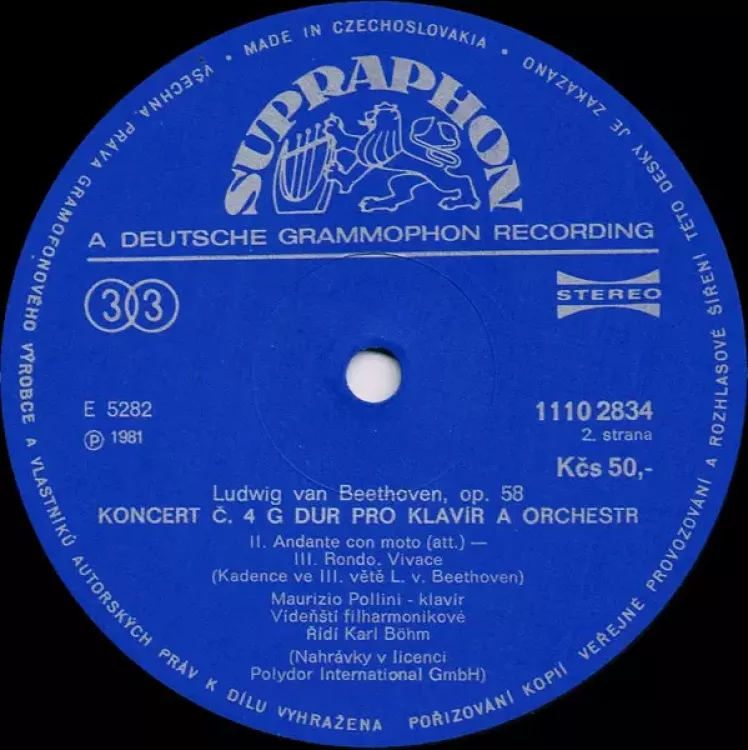 VŠECHNA PRÁVA GRAMOFONOVÉHO VÝROBCE A VLASTNÍKŮ AUTORSKÝCH PRÁV K DÍLU VYHRAŽENA POŘIZOVÁNÍ KOPIÍ VEŘEJNÉ PROVOZOVÁNÍ A ROZHLASOVÉ ŠÍŘENÍ TÉTO DESKY JE ZAKÁZÁNO
• MADE IN CZECHOSLOVAKIA •
SUPRAPHON
A DEUTSCHE GRAMMOPHON RECORDING
33
STEREO
E 5282
1110 2834
Ⓟ 1981
2. strana
Kčs 50,-
Ludwig van Beethoven, op. 58
KONCERT Č. 4 G DUR PRO KLAVÍR A ORCHESTR
II. Andante con moto (att.) —
III. Rondo. Vivace
(Kadence ve III. větě L. v. Beethoven)
Maurizio Pollini - klavír
Vídeňští filharmonikové
Řídí Karl Böhm
(Nahrávky v licenci
Polydor International GmbH)